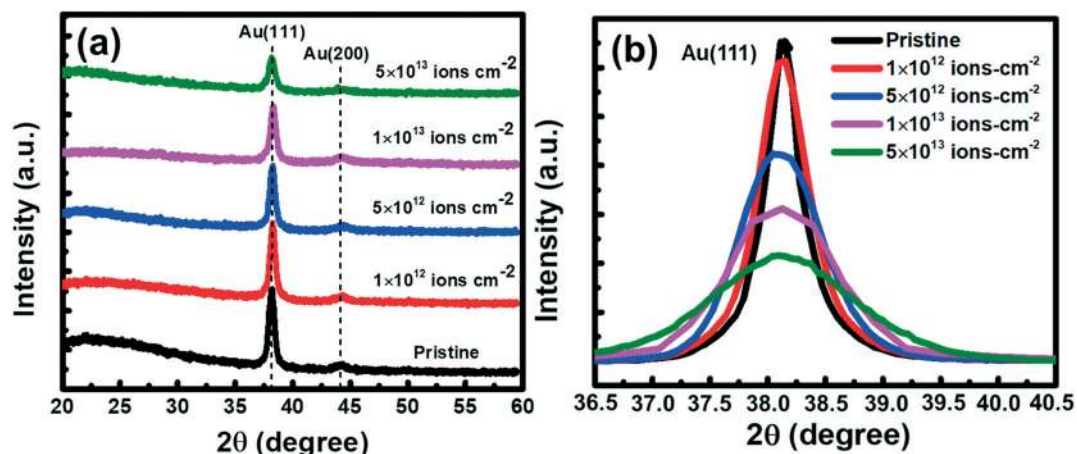 (a)
Au(111)
Au(200)
5×10¹³ ions cm⁻²
1×10¹³ ions cm⁻²
5×10¹² ions cm⁻²
1×10¹² ions cm⁻²
Pristine
Intensity (a.u.)
20 25 30 35 40 45 50 55 60
2θ (degree)
(b)
Au(111)
Pristine
1×10¹² ions-cm⁻²
5×10¹² ions-cm⁻²
1×10¹³ ions-cm⁻²
5×10¹³ ions-cm⁻²
Intensity (a.u.)
36.5 37.0 37.5 38.0 38.5 39.0 39.5 40.0 40.5
2θ (degree)